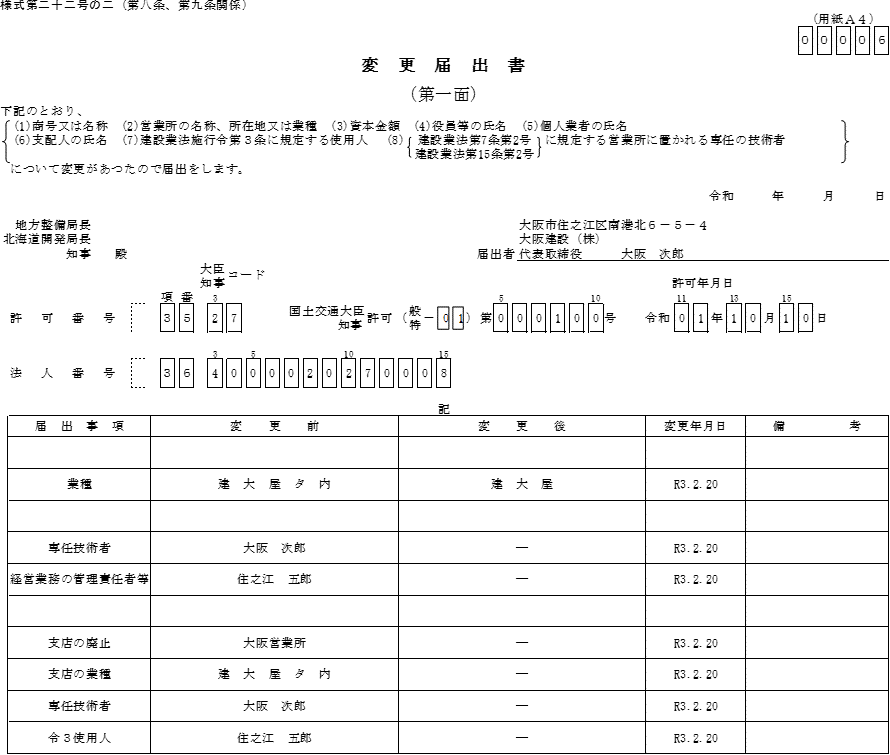 様式第二十二号の二（第八条、第九条関係）
（用紙Ａ４）
0 0 0 0 6
変　更　届　出　書
（第一面）
下記のとおり、
(1)商号又は名称　(2)営業所の名称、所在地又は業種　(3)資本金額　(4)役員等の氏名　(5)個人業者の氏名
(6)支配人の氏名　(7)建設業法施行令第３条に規定する使用人　(8) 建設業法第7条第2号 に規定する営業所に置かれる専任の技術者
建設業法第15条第2号
について変更があつたので届出をします。
令和　　　年　　　月　　　日
地方整備局長
北海道開発局長
知事　　殿
大阪市住之江区南港北６－５－４
大阪建設（株）
届出者 代表取締役　　　大阪　次郎
大臣
知事 コード
許可年月日
項 番 3 5 10 11 13 15
許　可　番　号 3 5 2 7 国土交通大臣 知事 許可（般 特－0 1）第 0 0 0 1 0 0 号 令和 0 1 年 1 0 月 1 0 日
3 5 10 15
法　人　番　号 3 6 4 0 0 0 0 2 0 2 7 0 0 0 8
記
届　出　事　項 変　　更　　前 変　　更　　後 変更年月日 備　　　　　考
業種 建　大　屋　タ　内 建　大　屋 R3.2.20
専任技術者 大阪　次郎 ― R3.2.20
経営業務の管理責任者等 住之江　五郎 ― R3.2.20
支店の廃止 大阪営業所 ― R3.2.20
支店の業種 建　大　屋　タ　内 ― R3.2.20
専任技術者 大阪　次郎 ― R3.2.20
令３使用人 住之江　五郎 ― R3.2.20